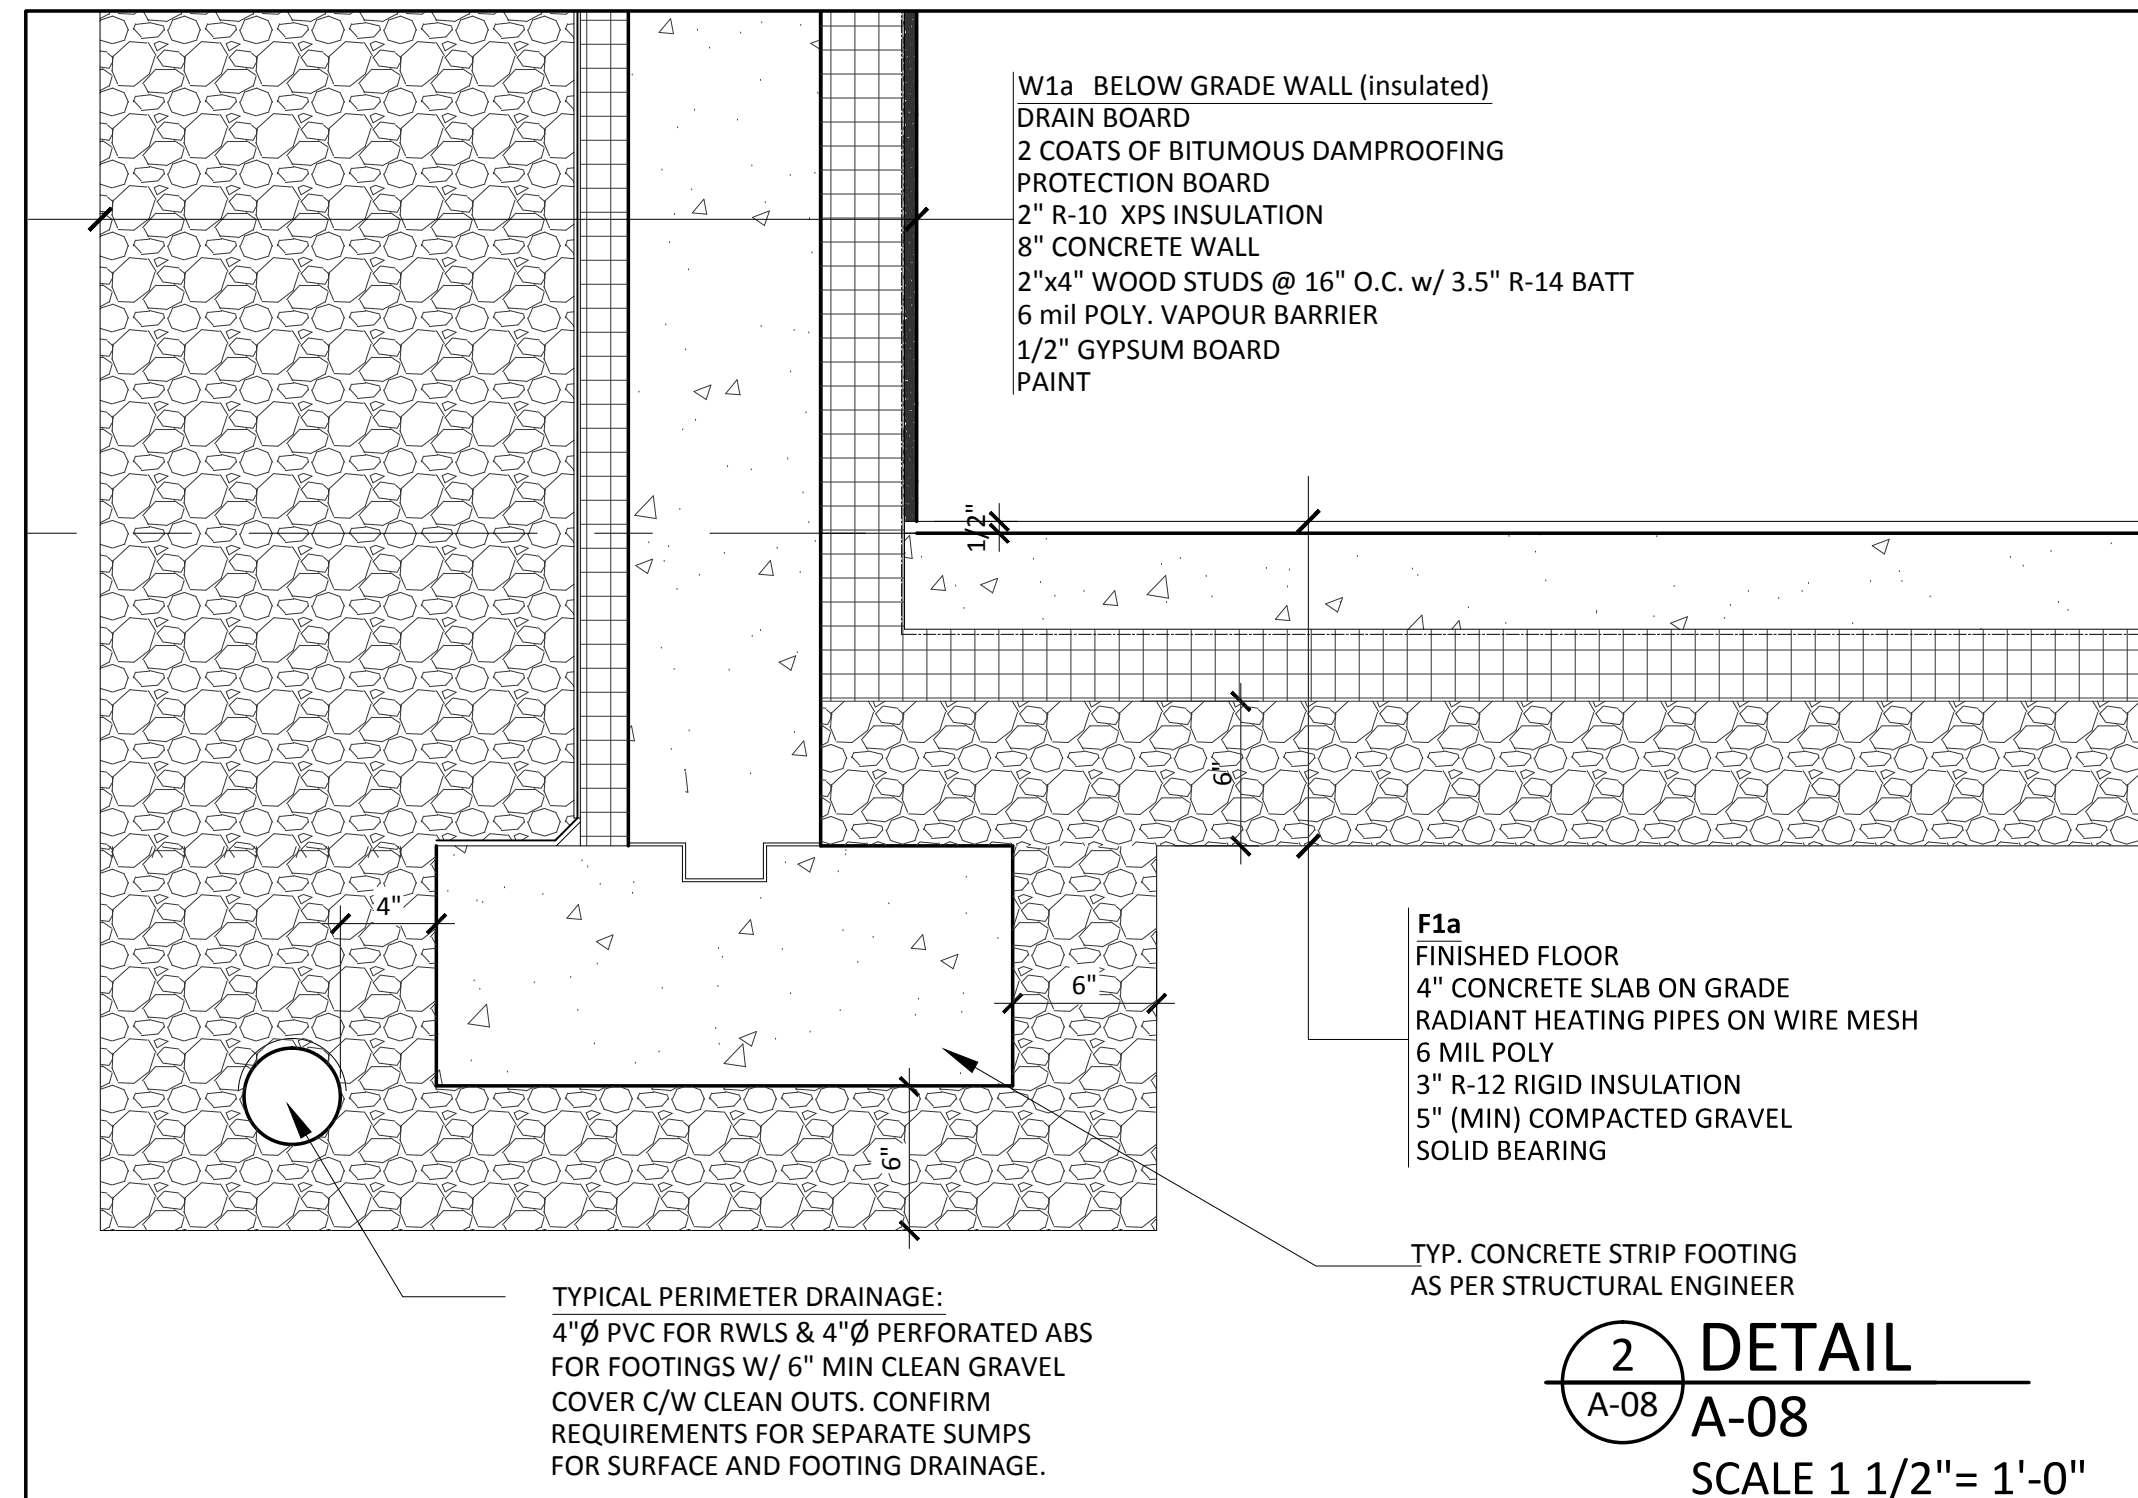 W1a BELOW GRADE WALL (insulated)
DRAIN BOARD
2 COATS OF BITUMOUS DAMPROOFING
PROTECTION BOARD
2" R-10 XPS INSULATION
8" CONCRETE WALL
2"x4" WOOD STUDS @ 16" O.C. w/ 3.5" R-14 BATT
6 mil POLY. VAPOUR BARRIER
1/2" GYPSUM BOARD
PAINT
1/2"
6"
4"
6"
6"
F1a
FINISHED FLOOR
4" CONCRETE SLAB ON GRADE
RADIANT HEATING PIPES ON WIRE MESH
6 MIL POLY
3" R-12 RIGID INSULATION
5" (MIN) COMPACTED GRAVEL
SOLID BEARING
TYP. CONCRETE STRIP FOOTING
AS PER STRUCTURAL ENGINEER
TYPICAL PERIMETER DRAINAGE:
4"Ø PVC FOR RWLS & 4"Ø PERFORATED ABS
FOR FOOTINGS W/ 6" MIN CLEAN GRAVEL
COVER C/W CLEAN OUTS. CONFIRM
REQUIREMENTS FOR SEPARATE SUMPS
FOR SURFACE AND FOOTING DRAINAGE.
2
A-08
DETAIL
A-08
SCALE 1 1/2"= 1'-0"